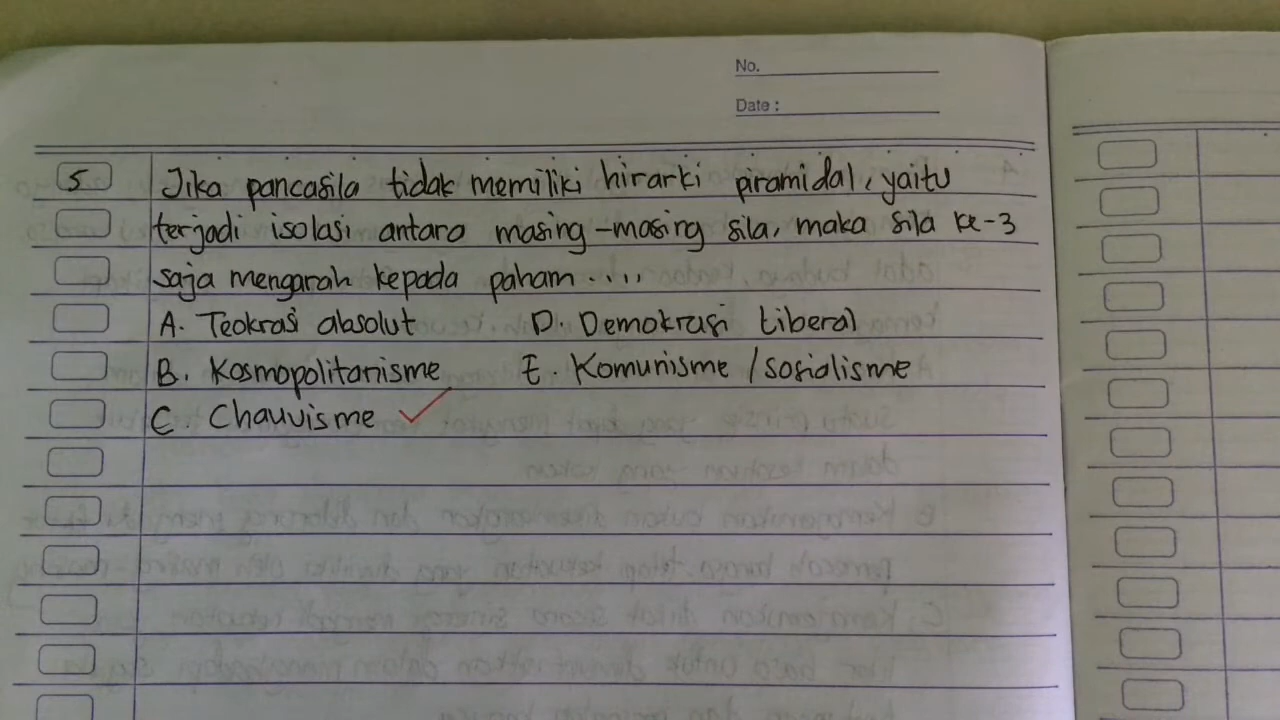 No.
Date :
5 Jika pancasila tidak memiliki hirarki piramidal, yaitu
terjadi isolasi antara masing-masing sila, maka sila ke-3
saja mengarah kepada paham ....
A. Teokrasi absolut D. Demokrasi Liberal
B. Kosmopolitanisme E. Komunisme / sosialisme
C. Chauvisme ✓